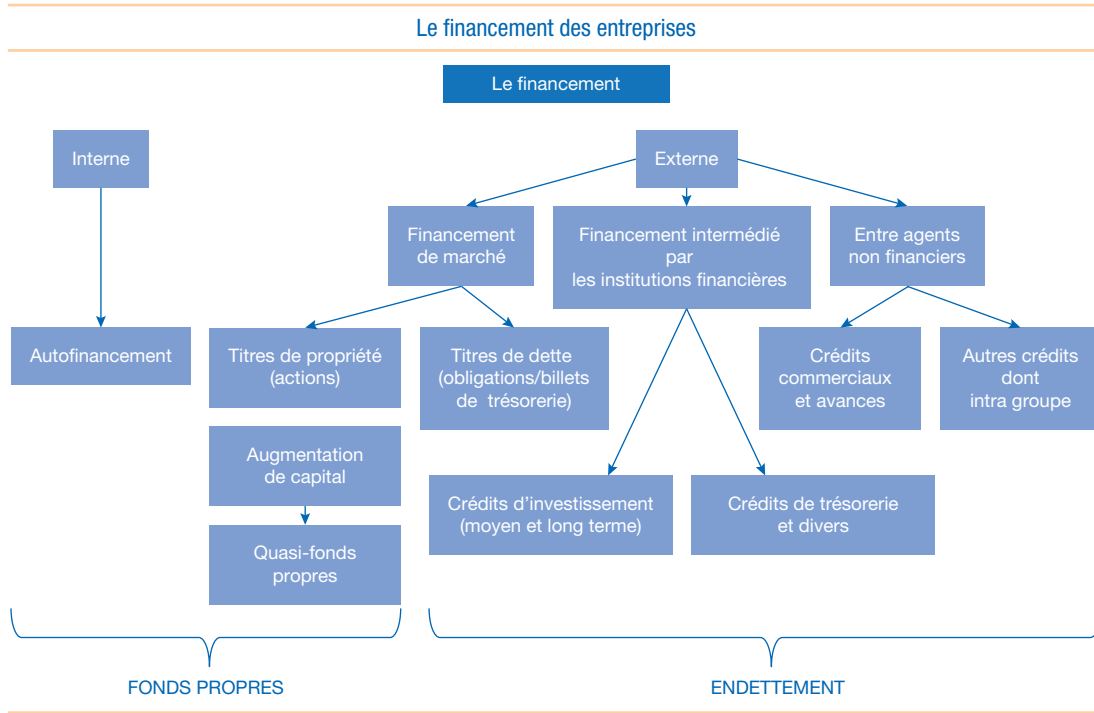 Le financement des entreprises
Le financement
Interne
Externe
Financement
de marché
Financement intermédié
par
les institutions financières
Entre agents
non financiers
Autofinancement
Titres de propriété
(actions)
Titres de dette
(obligations/billets
de trésorerie)
Crédits
commerciaux
et avances
Autres crédits
dont
intra groupe
Augmentation
de capital
Crédits d’investissement
(moyen et long terme)
Crédits de trésorerie
et divers
Quasi-fonds
propres
FONDS PROPRES
ENDETTEMENT